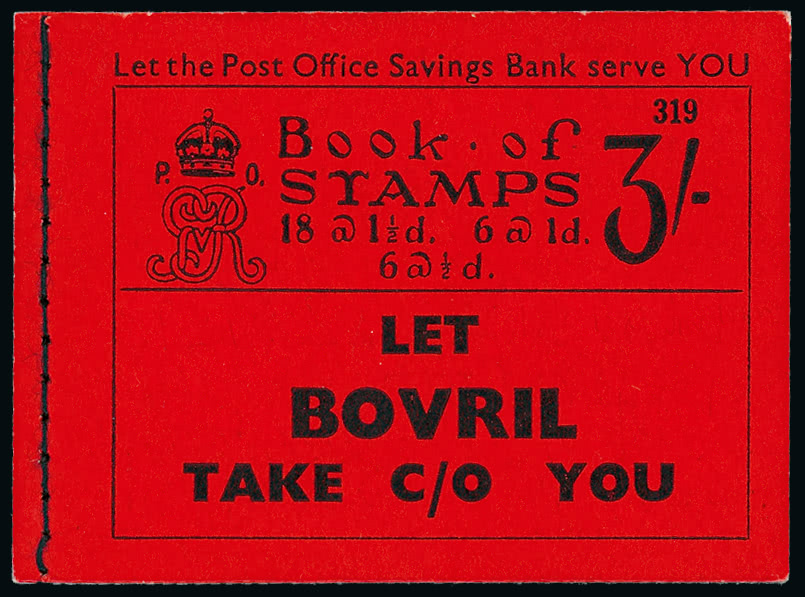 Let the Post Office Savings Bank serve YOU
319
P. O.
Book · of
STAMPS
3/-
18 @ 1½d. 6 @ 1d.
6 @ ½d.
LET
BOVRIL
TAKE C/O YOU